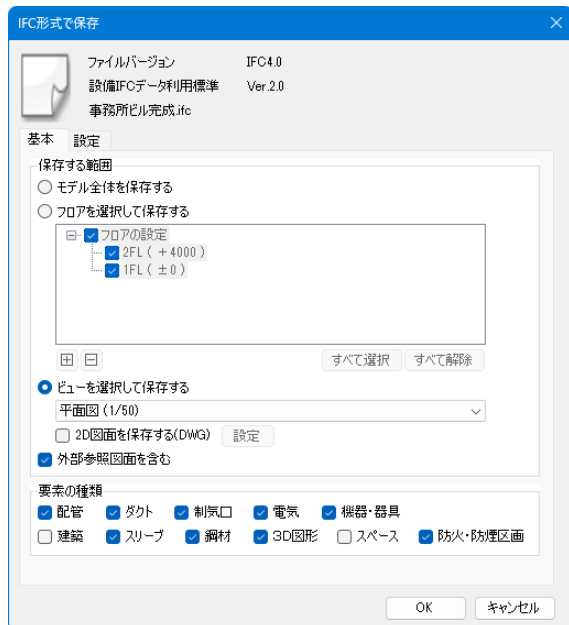 IFC形式で保存
ファイルバージョン IFC4.0
設備IFCデータ利用標準 Ver.2.0
事務所ビル完成.ifc
基本 設定
保存する範囲
モデル全体を保存する
フロアを選択して保存する
フロアの設定
2FL ( +4000 )
1FL ( ±0 )
すべて選択 すべて解除
ビューを選択して保存する
平面図 (1/50)
2D図面を保存する(DWG) 設定
外部参照図面を含む
要素の種類
配管 ダクト 制気口 電気 機器・器具
建築 スリーブ 鋼材 3D図形 スペース 防火・防煙区画
OK キャンセル